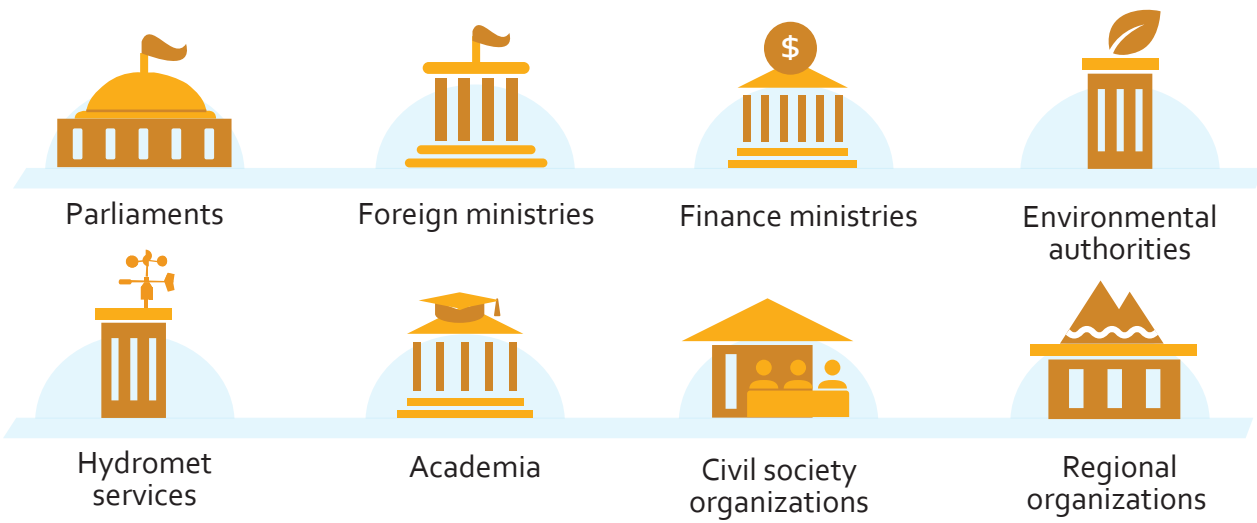 $
Parliaments
Foreign ministries
Finance ministries
Environmental
authorities
Hydromet
services
Academia
Civil society
organizations
Regional
organizations